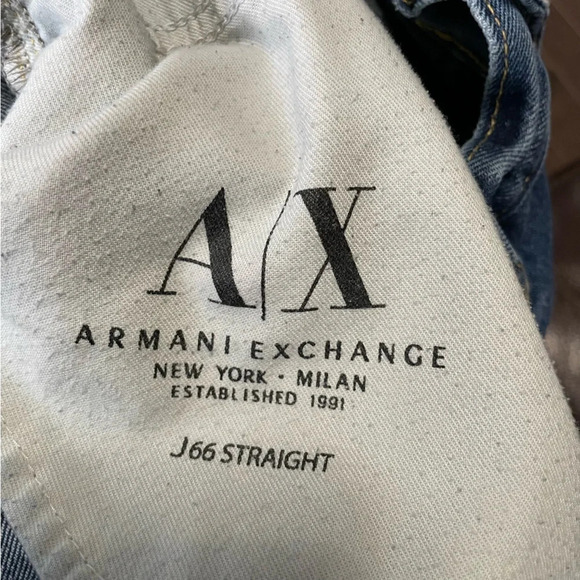 A|X
ARMANI EXCHANGE
NEW YORK · MILAN
ESTABLISHED 1991
J66 STRAIGHT